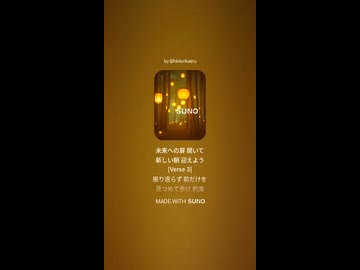 SUNO
未来への扉 開いて
新しい朝 迎えよう
[Verse 3]
振り返らず 前だけを
見つめて歩け 約束
MADE WITH SUNO